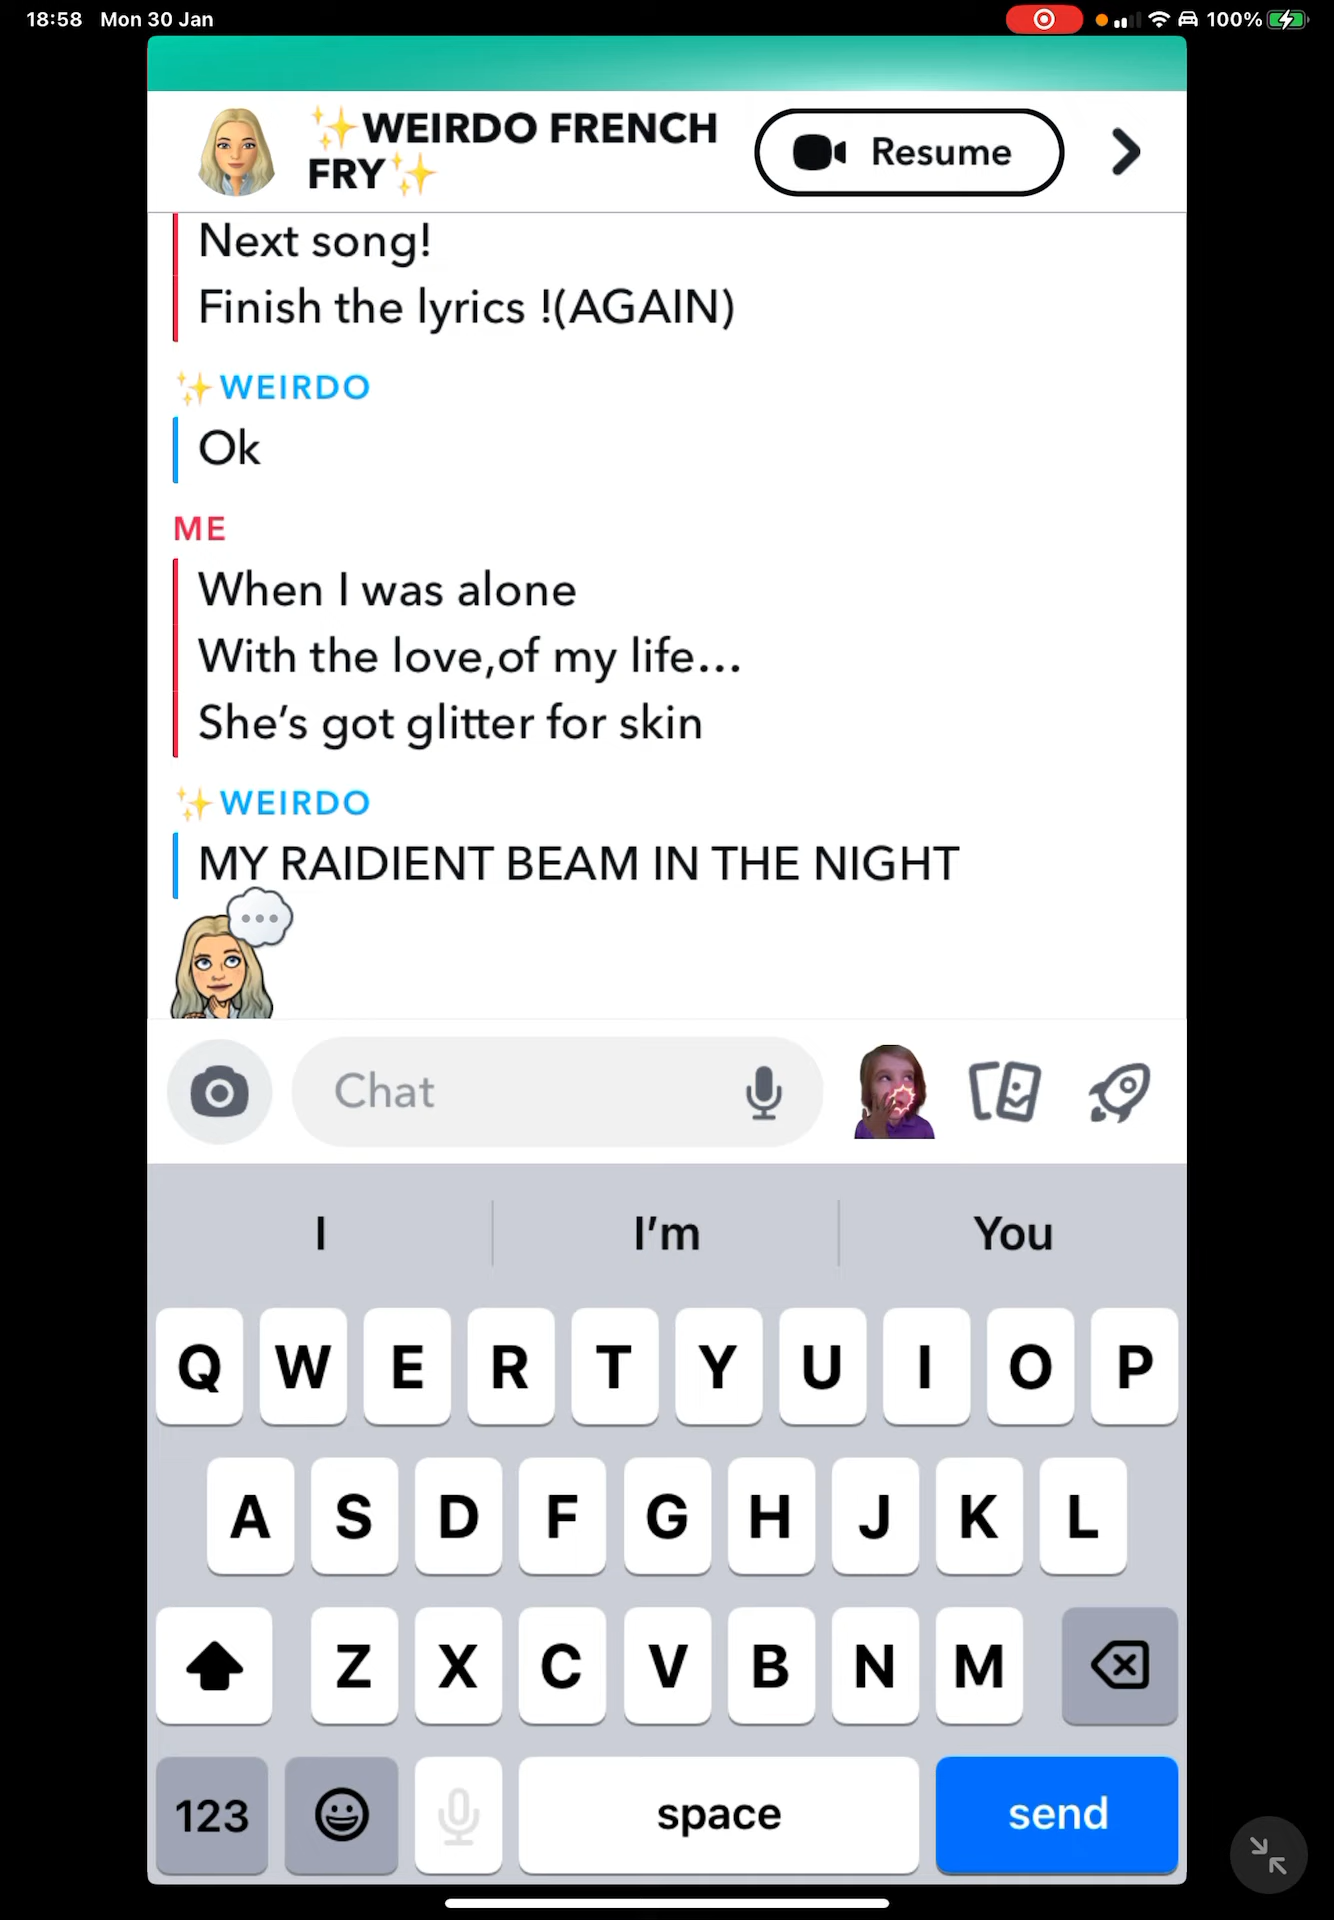 18:58 Mon 30 Jan 100%
✨WEIRDO FRENCH
FRY✨
Resume
Next song!
Finish the lyrics !(AGAIN)
✨WEIRDO
Ok
ME
When I was alone
With the love,of my life...
She's got glitter for skin
✨WEIRDO
MY RAIDIENT BEAM IN THE NIGHT
Chat
I I'm You
Q W E R T Y U I O P
A S D F G H J K L
Z X C V B N M
123 space send